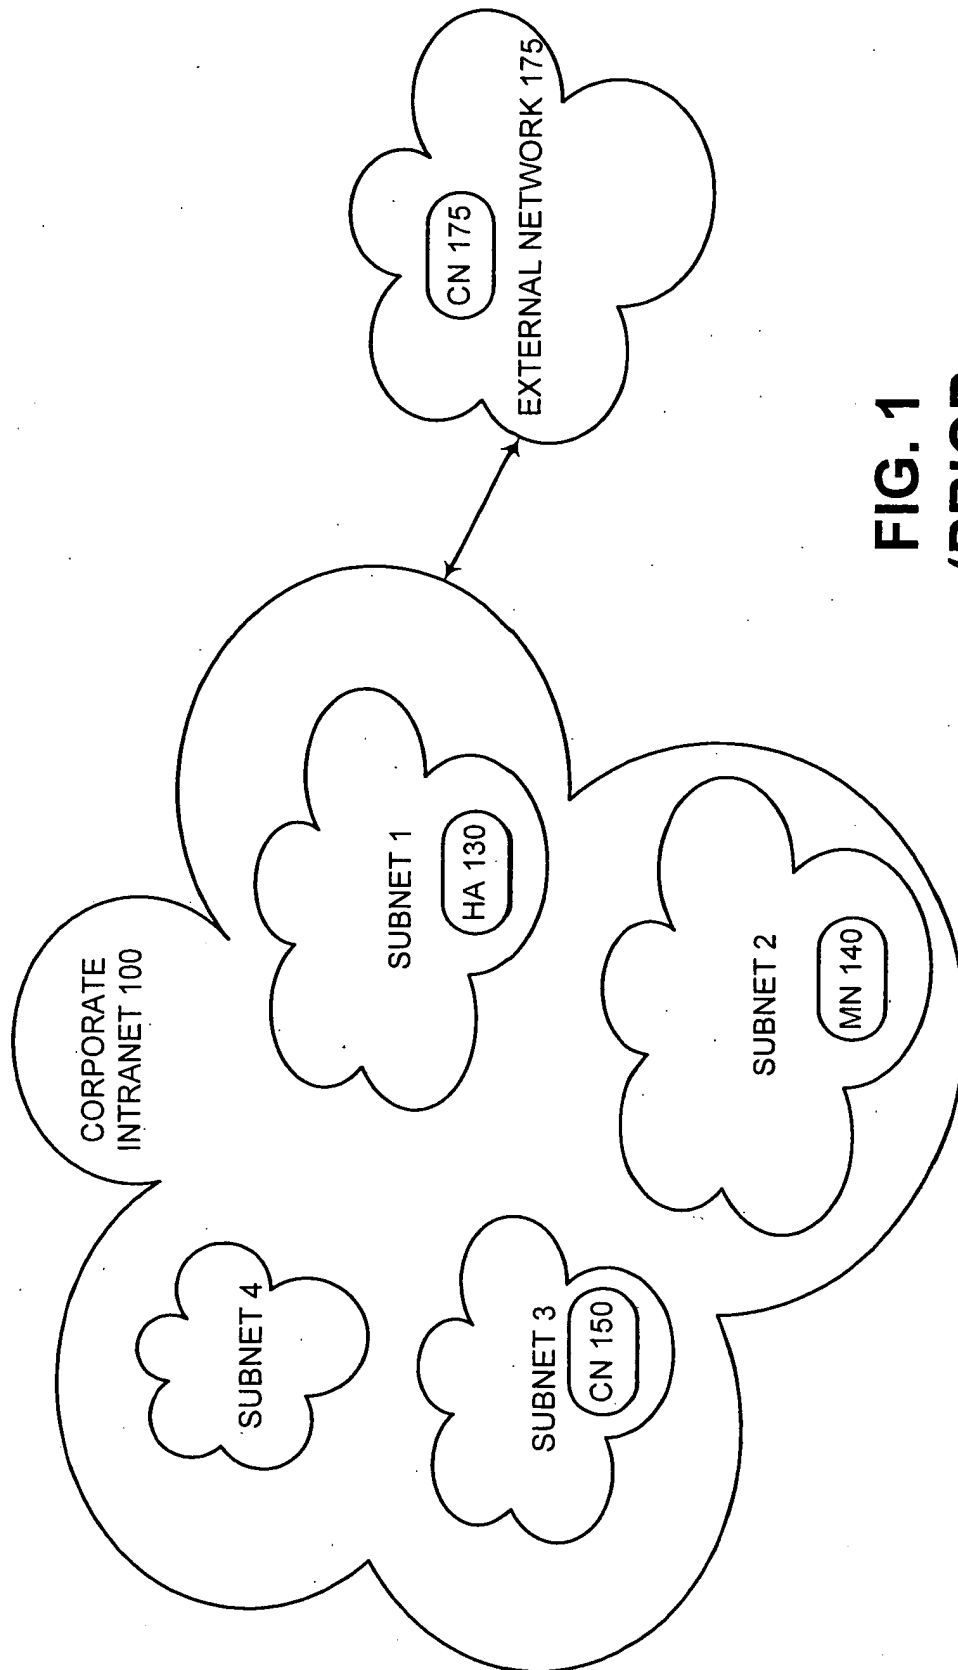 CORPORATE
INTRANET 100
SUBNET 4
SUBNET 1
HA 130
CN 175
EXTERNAL NETWORK 175
SUBNET 3
CN 150
SUBNET 2
MN 140
FIG. 1